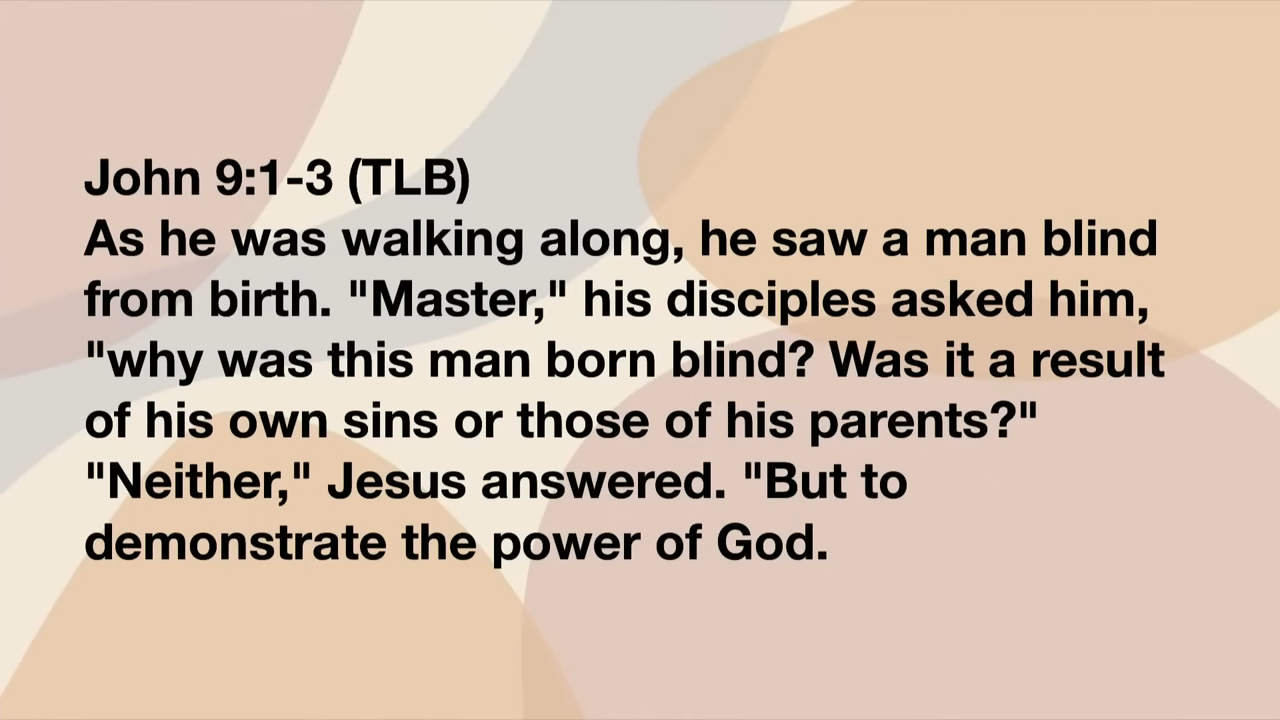 John 9:1-3 (TLB)
As he was walking along, he saw a man blind
from birth. "Master," his disciples asked him,
"why was this man born blind? Was it a result
of his own sins or those of his parents?"
"Neither," Jesus answered. "But to
demonstrate the power of God.